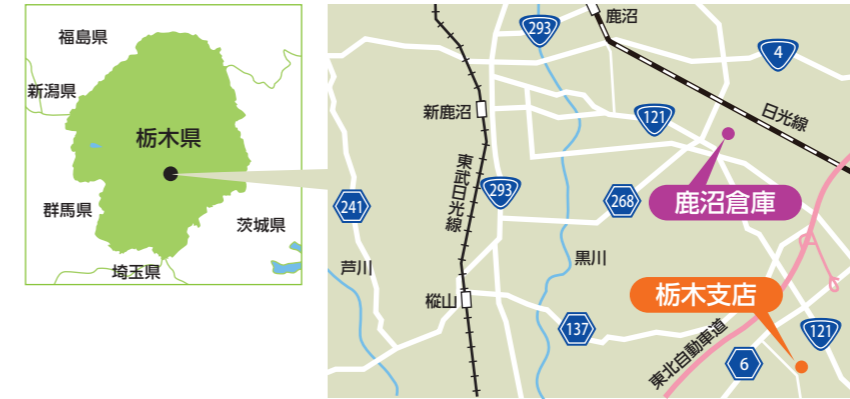 福島県
新潟県
栃木県
群馬県
茨城県
埼玉県
鹿沼
293
4
新鹿沼
121
日光線
東武日光線
293
241
268
鹿沼倉庫
芦川
黒川
樅山
栃木支店
137
東北自動車道
121
6